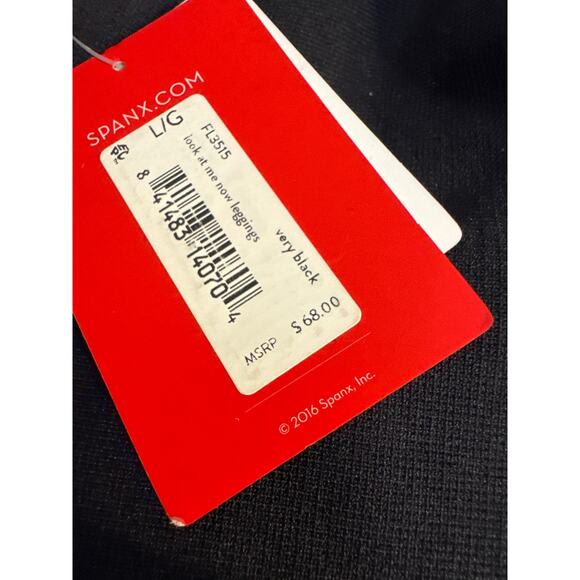 SPANX.COM
L/G
FL3515
look at me now leggings
very black
8 41483 14070 4
MSRP $ 68.00
© 2016 Spanx, Inc.